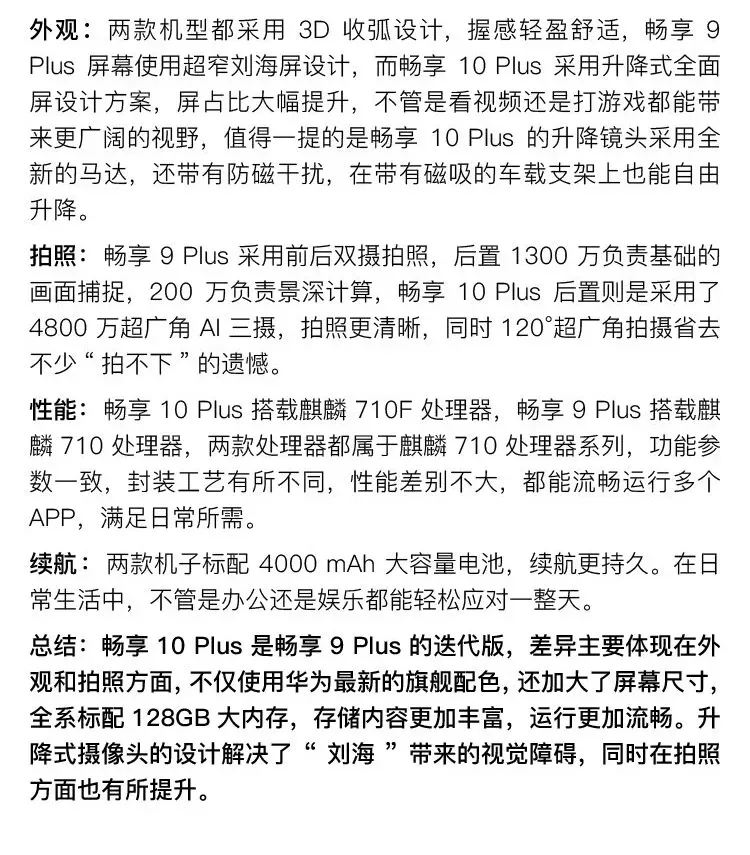 外观：两款机型都采用 3D 收弧设计，握感轻盈舒适，畅享 9
Plus 屏幕使用超窄刘海屏设计，而畅享 10 Plus 采用升降式全面
屏设计方案，屏占比大幅提升，不管是看视频还是打游戏都能带
来更广阔的视野，值得一提的是畅享 10 Plus 的升降镜头采用全
新的马达，还带有防磁干扰，在带有磁吸的车载支架上也能自由
升降。
拍照：畅享 9 Plus 采用前后双摄拍照，后置 1300 万负责基础的
画面捕捉，200 万负责景深计算，畅享 10 Plus 后置则是采用了
4800 万超广角 AI 三摄，拍照更清晰，同时 120°超广角拍摄省去
不少“拍不下”的遗憾。
性能：畅享 10 Plus 搭载麒麟 710F 处理器，畅享 9 Plus 搭载麒
麟 710 处理器，两款处理器都属于麒麟 710 处理器系列，功能参
数一致，封装工艺有所不同，性能差别不大，都能流畅运行多个
APP，满足日常所需。
续航：两款机子标配 4000 mAh 大容量电池，续航更持久。在日
常生活中，不管是办公还是娱乐都能轻松应对一整天。
总结：畅享 10 Plus 是畅享 9 Plus 的迭代版，差异主要体现在外
观和拍照方面，不仅使用华为最新的旗舰配色，还加大了屏幕尺寸，
全系标配 128GB 大内存，存储内容更加丰富，运行更加流畅。升
降式摄像头的设计解决了“刘海”带来的视觉障碍，同时在拍照
方面也有所提升。